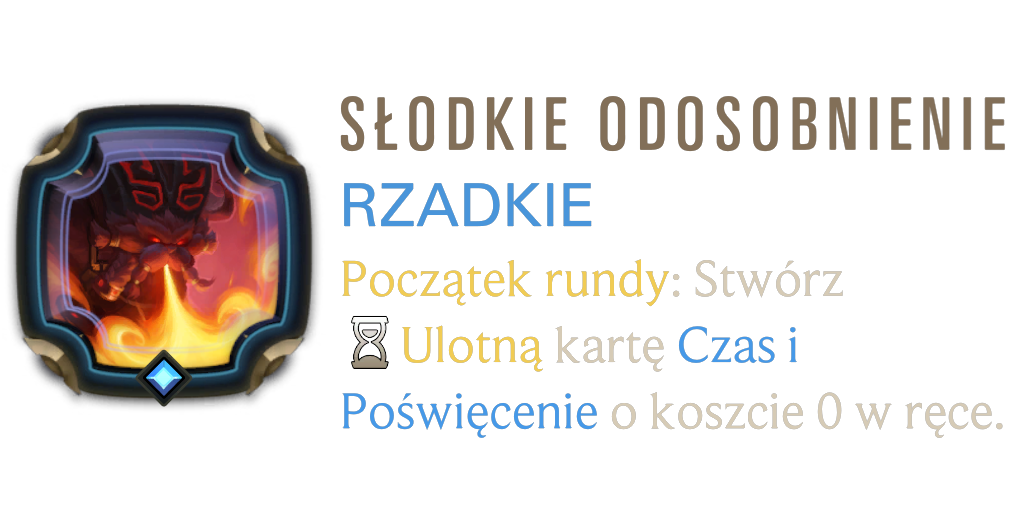 SŁODKIE ODOSOBNIENIE
RZADKIE
Początek rundy: Stwórz
Ulotną kartę Czas i
Poświęcenie o koszcie 0 w ręce.